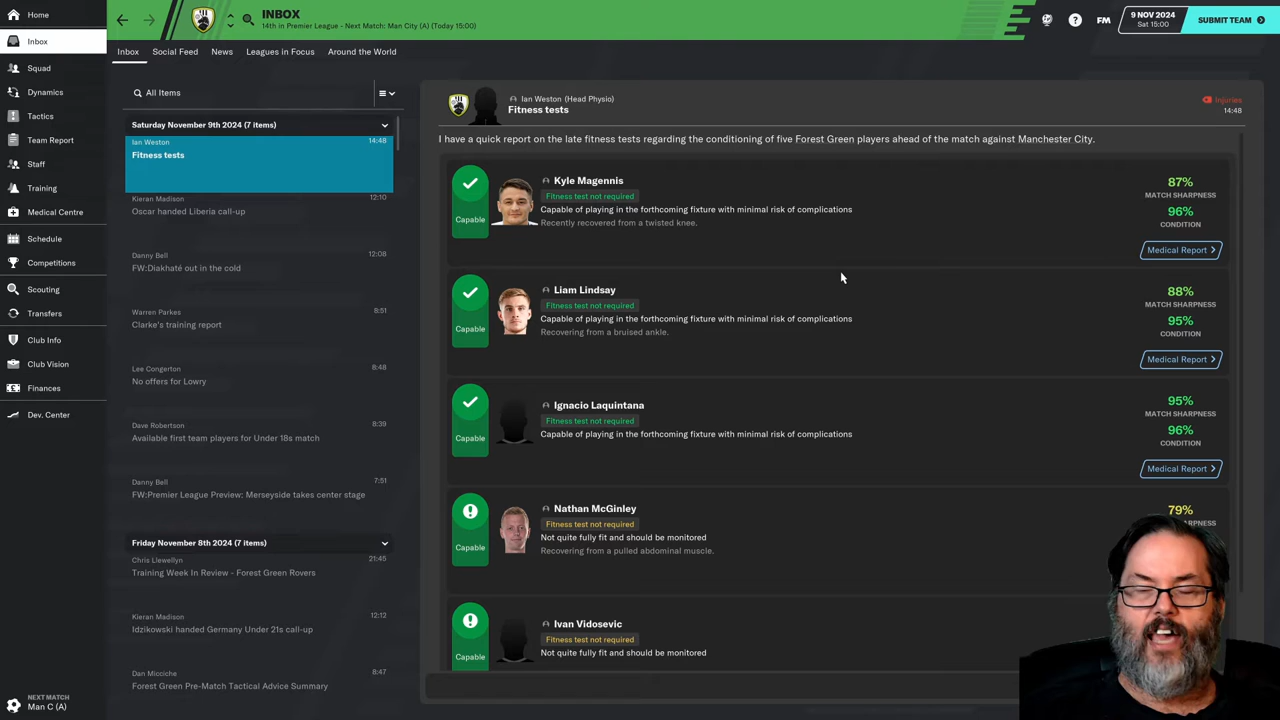 Home
Inbox
Squad
Dynamics
Tactics
Team Report
Staff
Training
Medical Centre
Schedule
Competitions
Scouting
Transfers
Club Info
Club Vision
Finances
Dev. Center
NEXT MATCH
Man C (A)
INBOX
14th in Premier League - Next Match: Man City (A) (Today 15:00)
FM
9 NOV 2024
Sat 15:00
SUBMIT TEAM
Inbox
Social Feed
News
Leagues in Focus
Around the World
All Items
Saturday November 9th 2024 (7 items)
Ian Weston 14:48
Fitness tests
Kieran Madison 12:10
Oscar handed Liberia call-up
Danny Bell 12:08
FW:Diakhaté out in the cold
Warren Parkes 8:51
Clarke's training report
Lee Congerton 8:48
No offers for Lowry
Dave Robertson 8:39
Available first team players for Under 18s match
Danny Bell 7:51
FW:Premier League Preview: Merseyside takes center stage
Friday November 8th 2024 (7 items)
Chris Llewellyn 21:45
Training Week In Review - Forest Green Rovers
Kieran Madison 12:12
Idzikowski handed Germany Under 21s call-up
Dan Micciche 8:47
Forest Green Pre-Match Tactical Advice Summary
Ian Weston (Head Physio)
Fitness tests
Injuries
14:48
I have a quick report on the late fitness tests regarding the conditioning of five Forest Green players ahead of the match against Manchester City.
Capable
Kyle Magennis
Fitness test not required
Capable of playing in the forthcoming fixture with minimal risk of complications
Recently recovered from a twisted knee.
87%
MATCH SHARPNESS
96%
CONDITION
Medical Report
Capable
Liam Lindsay
Fitness test not required
Capable of playing in the forthcoming fixture with minimal risk of complications
Recovering from a bruised ankle.
88%
MATCH SHARPNESS
95%
CONDITION
Medical Report
Capable
Ignacio Laquintana
Fitness test not required
Capable of playing in the forthcoming fixture with minimal risk of complications
95%
MATCH SHARPNESS
96%
CONDITION
Medical Report
Capable
Nathan McGinley
Fitness test not required
Not quite fully fit and should be monitored
Recovering from a pulled abdominal muscle.
79%
Capable
Ivan Vidosevic
Fitness test not required
Not quite fully fit and should be monitored